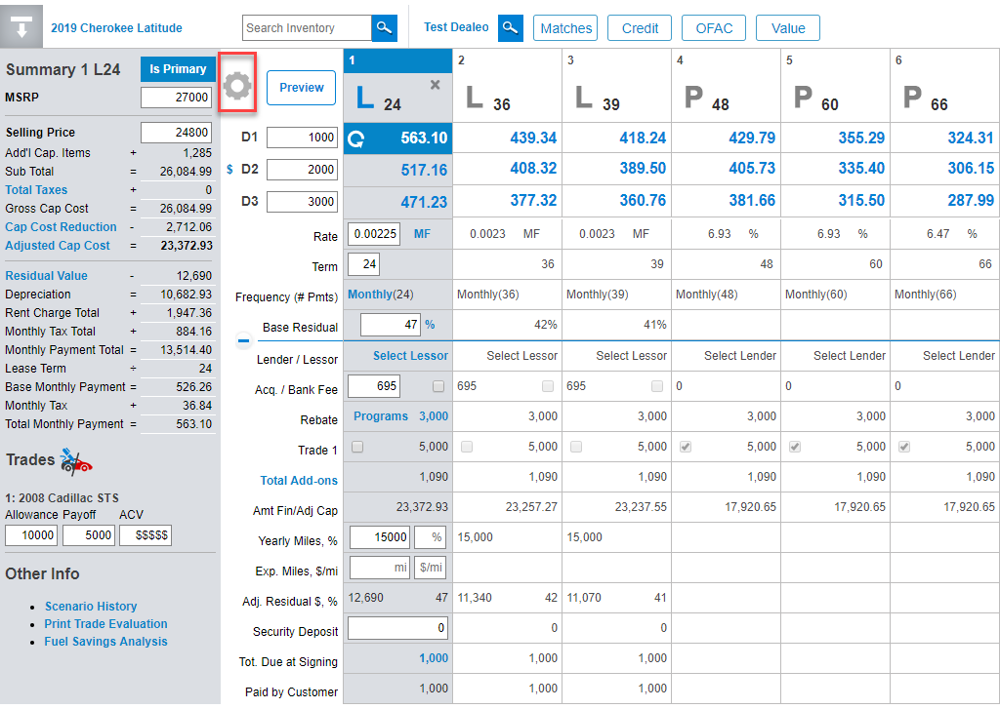 2019 Cherokee Latitude Search Inventory Test Dealeo Matches Credit OFAC Value
Summary 1 L24 Is Primary
MSRP 27000
Selling Price 24800
Add'l Cap. Items + 1,285
Sub Total = 26,084.99
Total Taxes + 0
Gross Cap Cost = 26,084.99
Cap Cost Reduction - 2,712.06
Adjusted Cap Cost = 23,372.93
Residual Value - 12,690
Depreciation = 10,682.93
Rent Charge Total + 1,947.36
Monthly Tax Total + 884.16
Monthly Payment Total = 13,514.40
Lease Term ÷ 24
Base Monthly Payment = 526.26
Monthly Tax + 36.84
Total Monthly Payment = 563.10
Trades
1: 2008 Cadillac STS
Allowance Payoff ACV
10000 5000 $$$$$
Other Info
• Scenario History
• Print Trade Evaluation
• Fuel Savings Analysis
Preview
1 2 3 4 5 6
L 24 × L 36 L 39 P 48 P 60 P 66
D1 1000 563.10 439.34 418.24 429.79 355.29 324.31
$ D2 2000 517.16 408.32 389.50 405.73 335.40 306.15
D3 3000 471.23 377.32 360.76 381.66 315.50 287.99
Rate 0.00225 MF 0.0023 MF 0.0023 MF 6.93 % 6.93 % 6.47 %
Term 24 36 39 48 60 66
Frequency (# Pmts) Monthly(24) Monthly(36) Monthly(39) Monthly(48) Monthly(60) Monthly(66)
Base Residual 47 % 42% 41%
Lender / Lessor Select Lessor Select Lessor Select Lessor Select Lender Select Lender Select Lender
Acq. / Bank Fee 695 695 695 0 0 0
Rebate Programs 3,000 3,000 3,000 3,000 3,000 3,000
Trade 1 5,000 5,000 5,000 5,000 5,000 5,000
Total Add-ons 1,090 1,090 1,090 1,090 1,090 1,090
Amt Fin/Adj Cap 23,372.93 23,257.27 23,237.55 17,920.65 17,920.65 17,920.65
Yearly Miles, % 15000 % 15,000 15,000
Exp. Miles, $/mi mi $/mi
Adj. Residual $, % 12,690 47 11,340 42 11,070 41
Security Deposit 0 0 0
Tot. Due at Signing 1,000 1,000 1,000
Paid by Customer 1,000 1,000 1,000